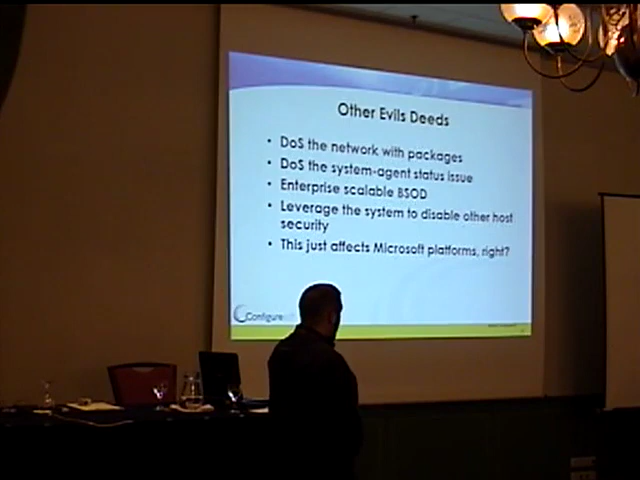 Other Evils Deeds
• DoS the network with packages
• DoS the system-agent status issue
• Enterprise scalable BSOD
• Leverage the system to disable other host
security
• This just affects Microsoft platforms, right?
Configure